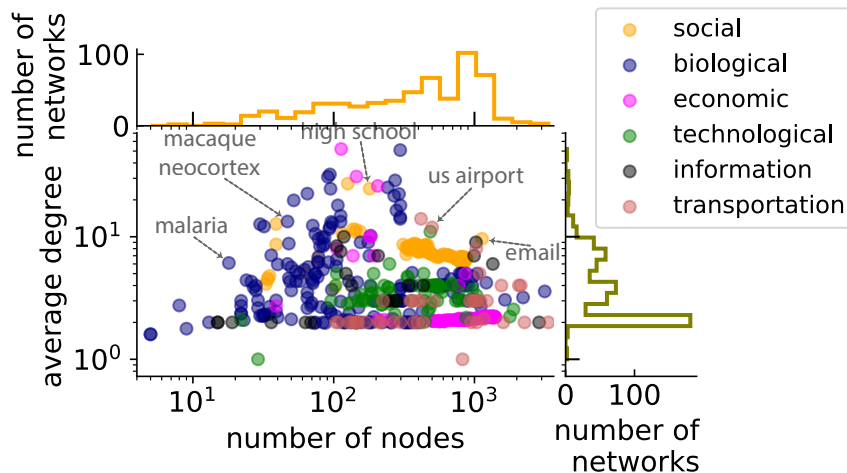 number of
networks
100
0
social
biological
economic
technological
information
transportation
average degree
10¹
10⁰
macaque
neocortex
high school
us airport
malaria
email
10¹
10²
10³
number of nodes
0
100
number of
networks